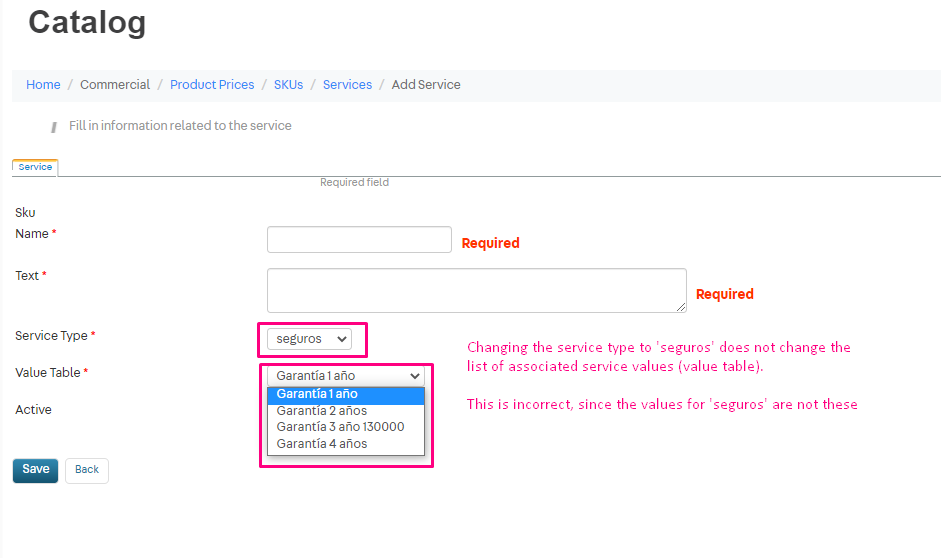 Catalog
Home / Commercial / Product Prices / SKUs / Services / Add Service
i Fill in information related to the service
Service
Required field
Sku
Name *
Required
Text *
Required
Service Type *
seguros
Changing the service type to 'seguros' does not change the
list of associated service values (value table).
Value Table *
Garantía 1 año
Garantía 1 año
Garantía 2 años
Garantía 3 año 130000
Garantía 4 años
This is incorrect, since the values for 'seguros' are not these
Active
Save
Back